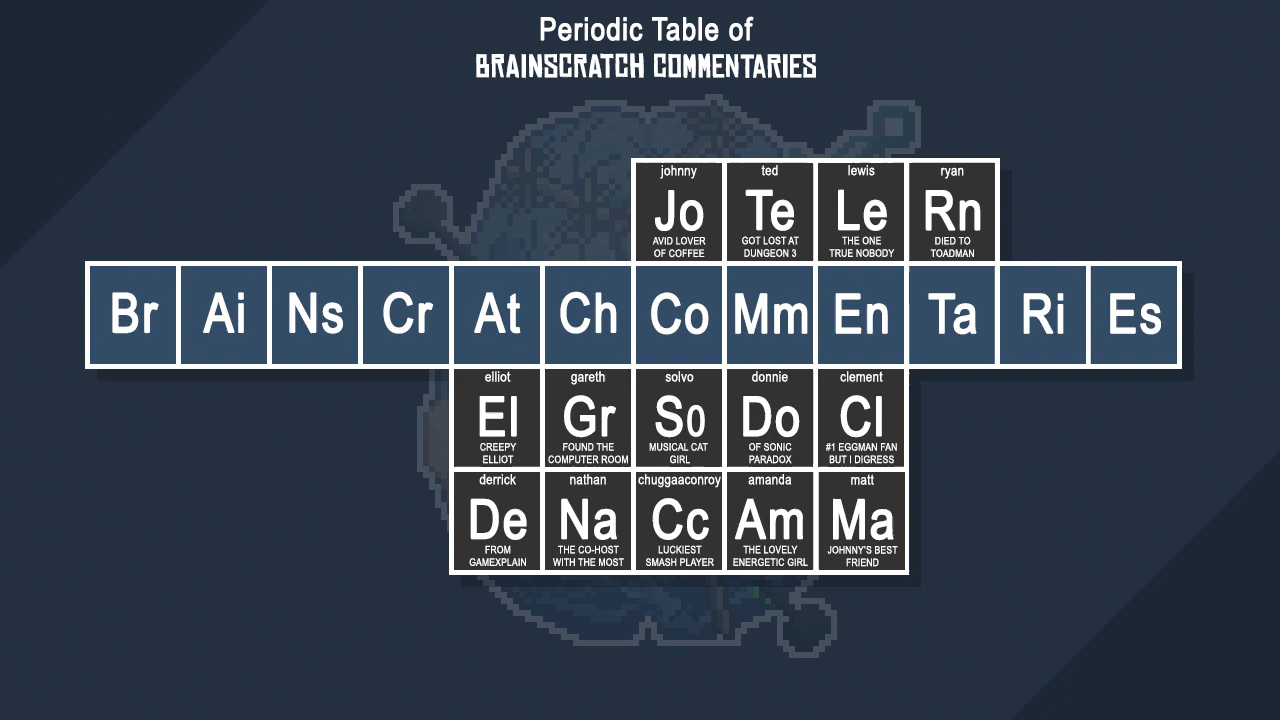 Periodic Table of
BRAINSCRATCH COMMENTARIES
johnny ted lewis ryan
Jo Te Le Rn
AVID LOVER GOT LOST AT THE ONE DIED TO
OF COFFEE DUNGEON 3 TRUE NOBODY TOADMAN
Br Ai Ns Cr At Ch Co Mm En Ta Ri Es
elliot gareth solvo donnie clement
El Gr So Do Cl
CREEPY FOUND THE MUSICAL CAT OF SONIC #1 EGGMAN FAN
ELLIOT COMPUTER ROOM GIRL PARADOX BUT I DIGRESS
derrick nathan chuggaaconroy amanda matt
De Na Cc Am Ma
FROM THE CO-HOST LUCKIEST THE LOVELY JOHNNY'S BEST
GAMEXPLAIN WITH THE MOST SMASH PLAYER ENERGETIC GIRL FRIEND